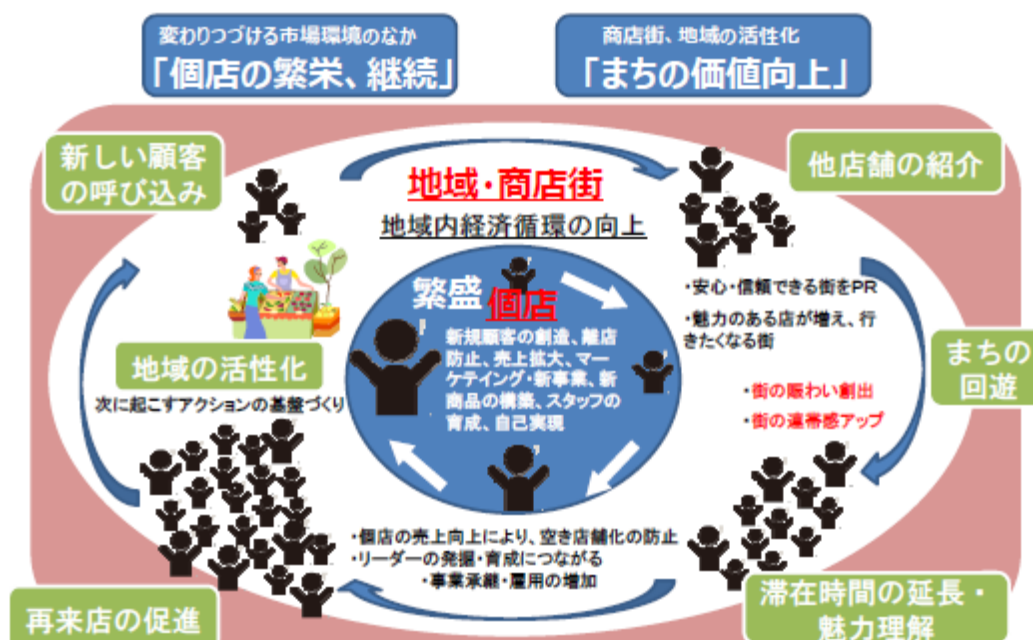 変わりつづける市場環境のなか
「個店の繁栄、継続」
商店街、地域の活性化
「まちの価値向上」
新しい顧客
の呼び込み
他店舗の紹介
地域・商店街
地域内経済循環の向上
繁盛 個店
新規顧客の創造、離店
防止、売上拡大、マー
ケテイング・新事業、新
商品の構築、スタッフの
育成、自己実現
・安心・信頼できる街をPR
・魅力のある店が増え、行
きたくなる街
・街の賑わい創出
・街の連帯感アップ
まちの
回遊
地域の活性化
次に起こすアクションの基盤づくり
・個店の売上向上により、空き店舗化の防止
・リーダーの発掘・育成につながる
・事業承継・雇用の増加
再来店の促進
滞在時間の延長・
魅力理解